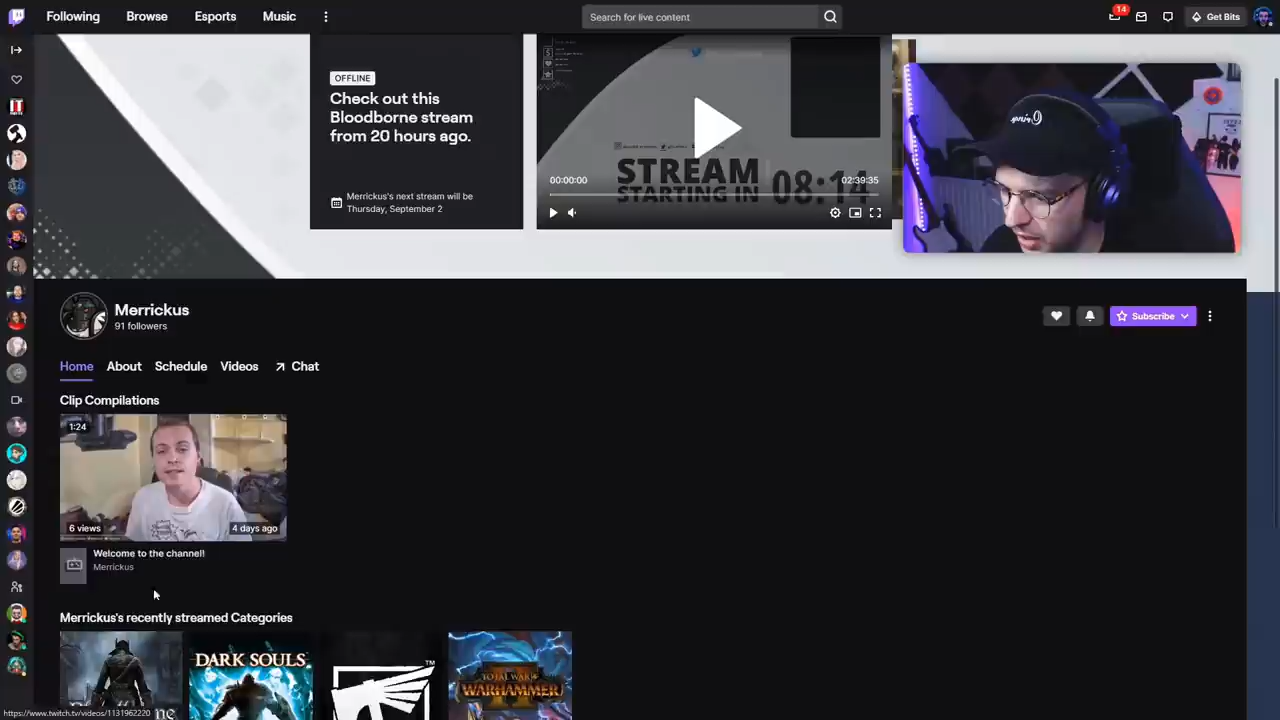 Following
Browse
Esports
Music
Search for live content
14
Get Bits
OFFLINE
Check out this
Bloodborne stream
from 20 hours ago.
Merrickus's next stream will be
Thursday, September 2
STREAM
STARTING IN 08:14
00:00:00
02:39:35
Merrickus
91 followers
Subscribe
Home
About
Schedule
Videos
Chat
Clip Compilations
1:24
6 views
4 days ago
Welcome to the channel!
Merrickus
Merrickus's recently streamed Categories
DARK SOULS
TM
TOTAL WAR
WARHAMMER
II
https://www.twitch.tv/videos/1131962220